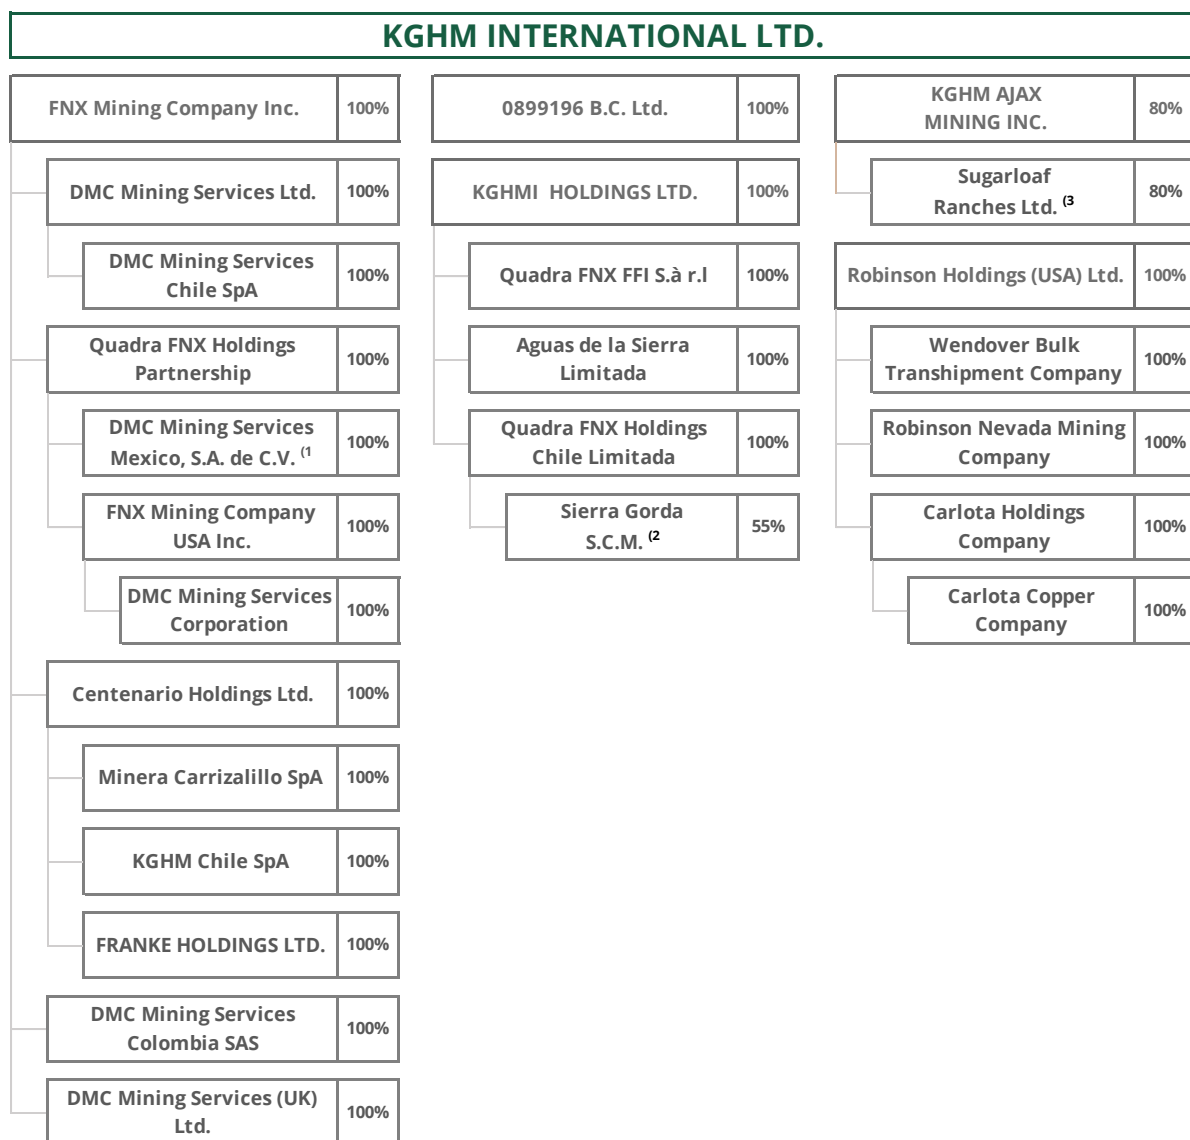 KGHM INTERNATIONAL LTD.
FNX Mining Company Inc.
100%
DMC Mining Services Ltd.
100%
DMC Mining Services
Chile SpA
100%
Quadra FNX Holdings
Partnership
100%
DMC Mining Services
Mexico, S.A. de C.V. (1
100%
FNX Mining Company
USA Inc.
100%
DMC Mining Services
Corporation
100%
Centenario Holdings Ltd.
100%
Minera Carrizalillo SpA
100%
KGHM Chile SpA
100%
FRANKE HOLDINGS LTD.
100%
DMC Mining Services
Colombia SAS
100%
DMC Mining Services (UK)
Ltd.
100%
0899196 B.C. Ltd.
100%
KGHMI HOLDINGS LTD.
100%
Quadra FNX FFI S.à r.l
100%
Aguas de la Sierra
Limitada
100%
Quadra FNX Holdings
Chile Limitada
100%
Sierra Gorda
S.C.M. (2
55%
KGHM AJAX
MINING INC.
80%
Sugarloaf
Ranches Ltd. (3
80%
Robinson Holdings (USA) Ltd.
100%
Wendover Bulk
Transhipment Company
100%
Robinson Nevada Mining
Company
100%
Carlota Holdings
Company
100%
Carlota Copper
Company
100%